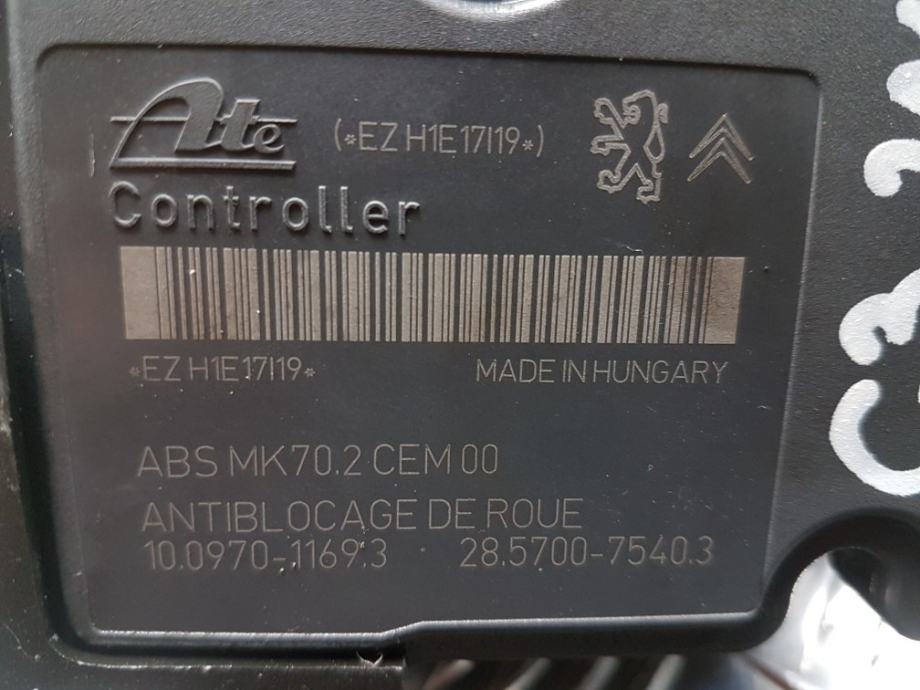 Ate (*EZ H1E17I19*)
Controller
*EZ H1E17I19*
MADE IN HUNGARY
ABS MK70.2 CEM 00
ANTIBLOCAGE DE ROUE
10.0970-1169.3 28.5700-7540.3
C3